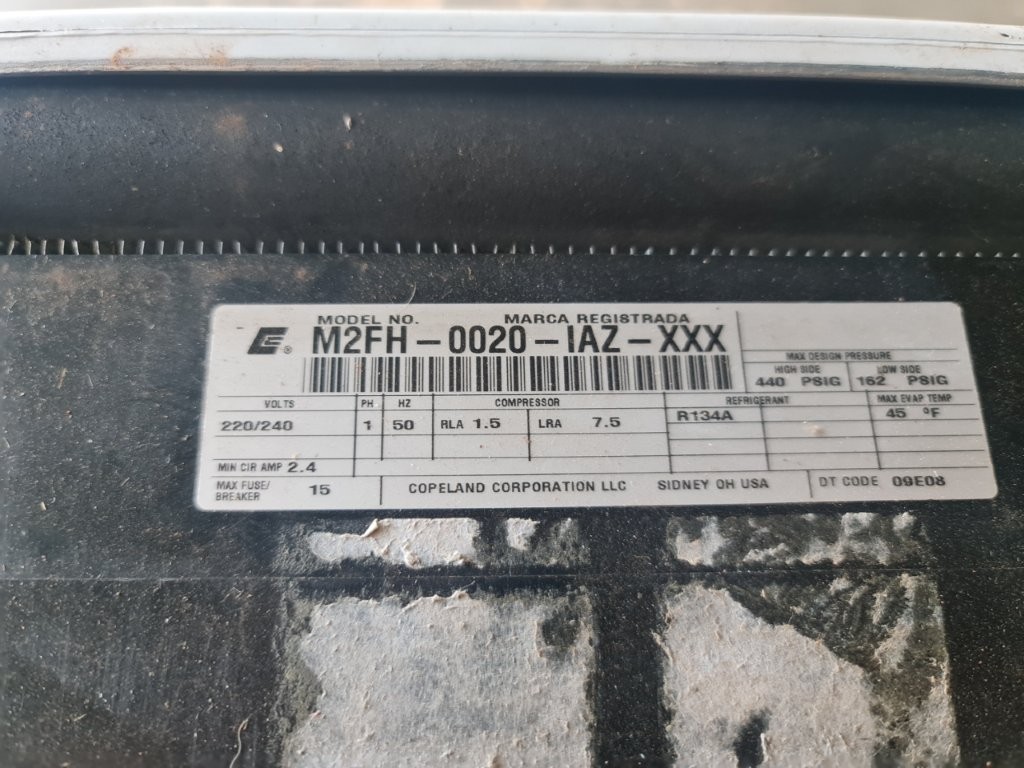 MODEL NO. MARCA REGISTRADA
E® M2FH-0020-IAZ-XXX
MAX DESIGN PRESSURE
HIGH SIDE LOW SIDE
440 PSIG 162 PSIG
VOLTS PH HZ COMPRESSOR REFRIGERANT MAX EVAP TEMP
220/240 1 50 RLA 1.5 LRA 7.5 R134A 45 °F
MIN CIR AMP 2.4
MAX FUSE/
BREAKER 15 COPELAND CORPORATION LLC SIDNEY OH USA DT CODE 09E08